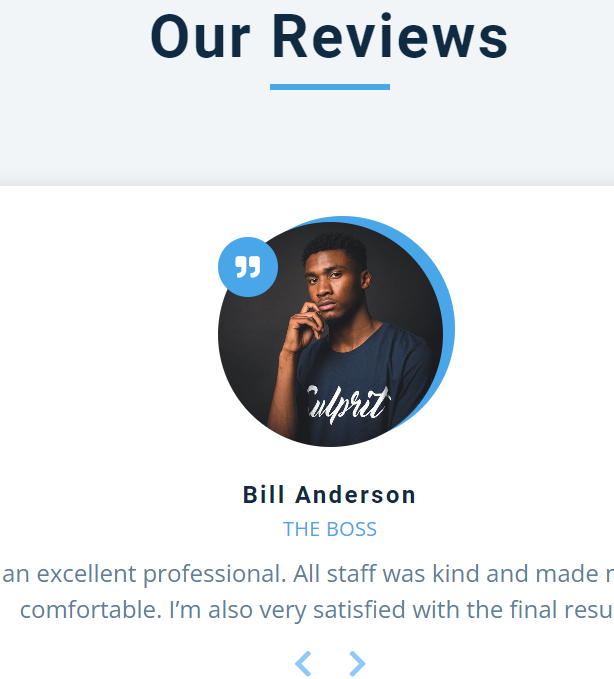 Our Reviews
Bill Anderson
THE BOSS
an excellent professional. All staff was kind and made
comfortable. I’m also very satisfied with the final